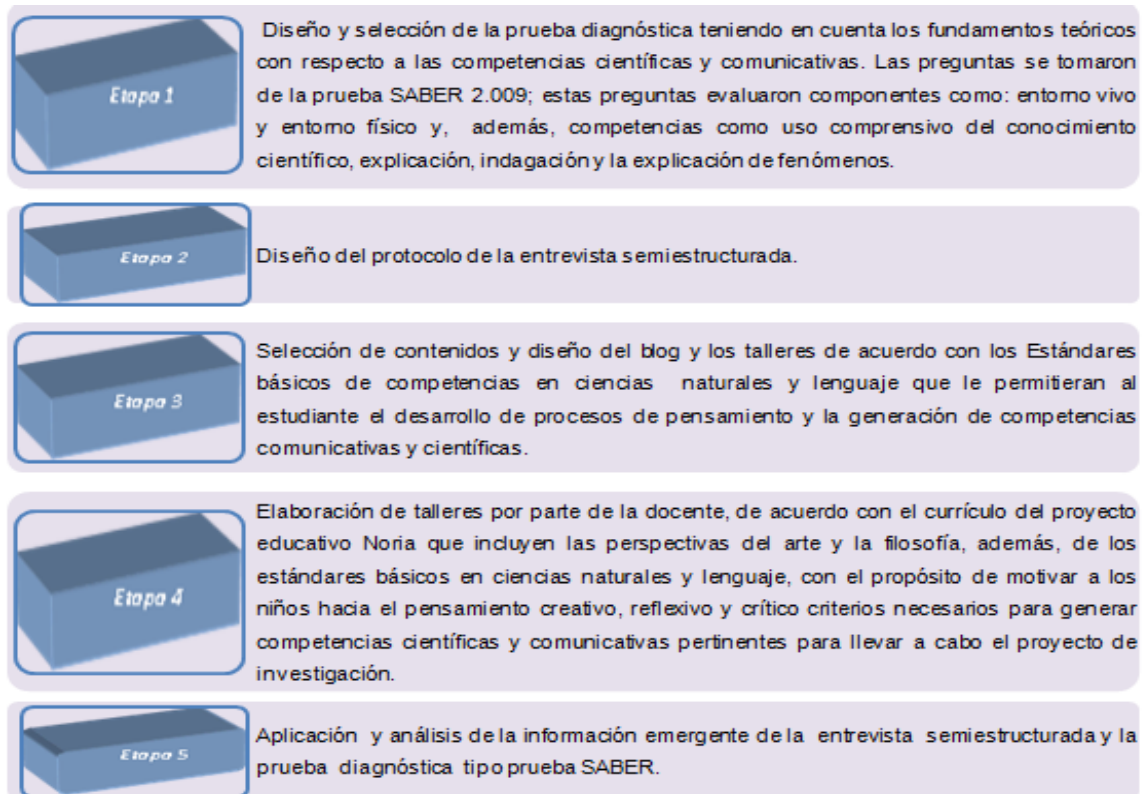 Etapa 1
Diseño y selección de la prueba diagnóstica teniendo en cuenta los fundamentos teóricos
con respecto a las competencias científicas y comunicativas. Las preguntas se tomaron
de la prueba SABER 2.009; estas preguntas evaluaron componentes como: entorno vivo
y entorno físico y, además, competencias como uso comprensivo del conocimiento
científico, explicación, indagación y la explicación de fenómenos.
Etapa 2
Diseño del protocolo de la entrevista semiestructurada.
Etapa 3
Selección de contenidos y diseño del blog y los talleres de acuerdo con los Estándares
básicos de competencias en ciencias naturales y lenguaje que le permitieran al
estudiante el desarrollo de procesos de pensamiento y la generación de competencias
comunicativas y científicas.
Etapa 4
Elaboración de talleres por parte de la docente, de acuerdo con el currículo del proyecto
educativo Noria que incluyen las perspectivas del arte y la filosofía, además, de los
estándares básicos en ciencias naturales y lenguaje, con el propósito de motivar a los
niños hacia el pensamiento creativo, reflexivo y crítico criterios necesarios para generar
competencias científicas y comunicativas pertinentes para llevar a cabo el proyecto de
investigación.
Etapa 5
Aplicación y análisis de la información emergente de la entrevista semiestructurada y la
prueba diagnóstica tipo prueba SABER.